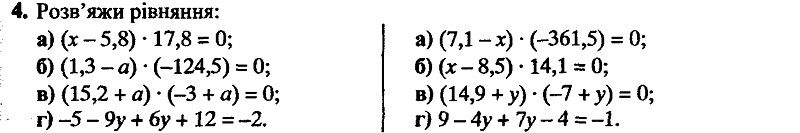 4. Розв’яжи рівняння:
а) (x – 5,8) · 17,8 = 0;
б) (1,3 – a) · (–124,5) = 0;
в) (15,2 + a) · (–3 + a) = 0;
г) –5 – 9y + 6y + 12 = –2.
а) (7,1 – x) · (–361,5) = 0;
б) (x – 8,5) · 14,1 = 0;
в) (14,9 + y) · (–7 + y) = 0;
г) 9 – 4y + 7y – 4 = –1.